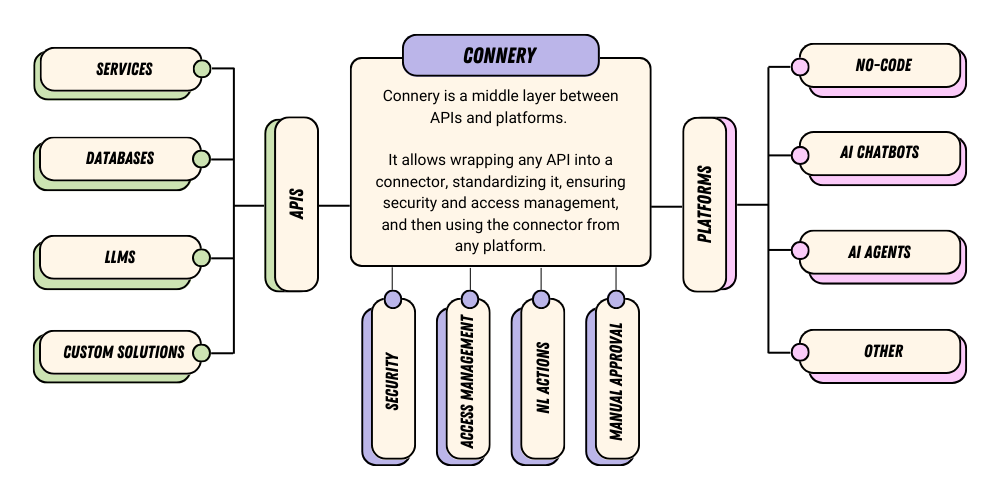 CONNERY
Connery is a middle layer between
APIs and platforms.
It allows wrapping any API into a
connector, standardizing it, ensuring
security and access management,
and then using the connector from
any platform.
SERVICES
DATABASES
LLMS
CUSTOM SOLUTIONS
APIS
PLATFORMS
NO-CODE
AI CHATBOTS
AI AGENTS
OTHER
SECURITY
ACCESS MANAGEMENT
NL ACTIONS
MANUAL APPROVAL